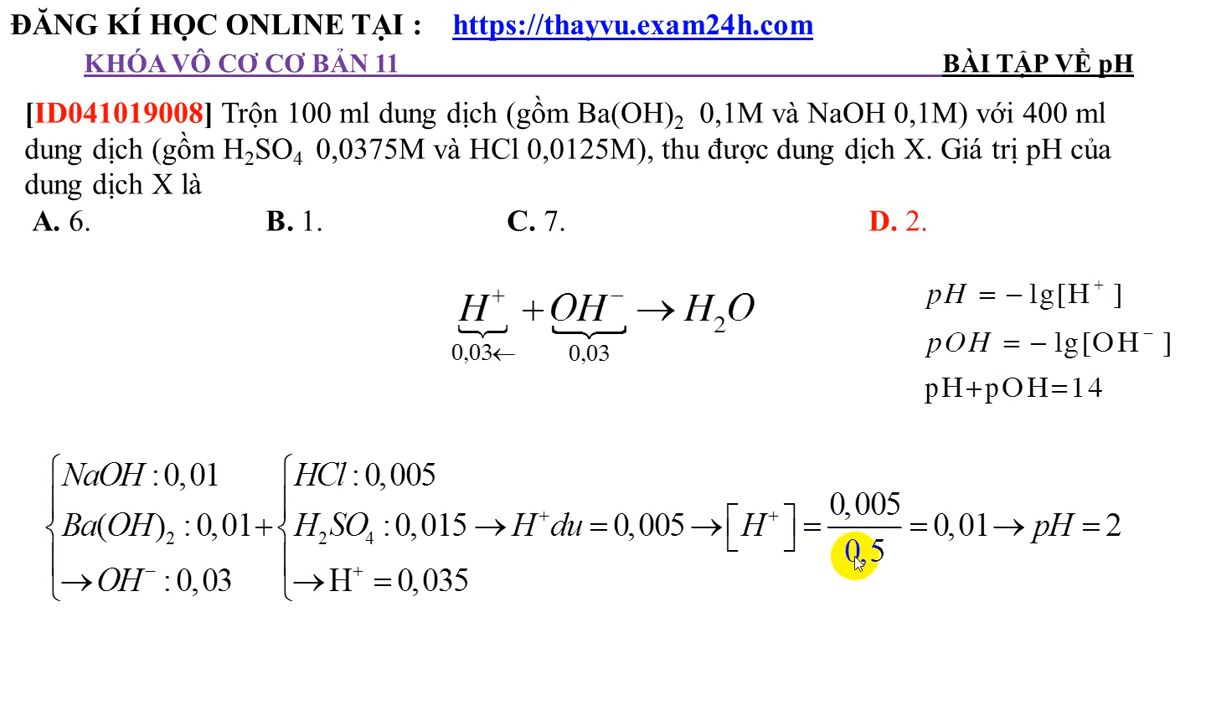 ĐĂNG KÍ HỌC ONLINE TẠI : https://thayvu.exam24h.com
KHÓA VÔ CƠ CƠ BẢN 11 BÀI TẬP VỀ pH
[ID041019008] Trộn 100 ml dung dịch (gồm Ba(OH)₂ 0,1M và NaOH 0,1M) với 400 ml
dung dịch (gồm H₂SO₄ 0,0375M và HCl 0,0125M), thu được dung dịch X. Giá trị pH của
dung dịch X là
A. 6. B. 1. C. 7. D. 2.
H⁺ + OH⁻ → H₂O
0,03← 0,03
pH = − lg[H⁺]
pOH = − lg[OH⁻]
pH+pOH=14
NaOH : 0,01
Ba(OH)₂ : 0,01
→ OH⁻ : 0,03
+
HCl : 0,005
H₂SO₄ : 0,015
→ H⁺ = 0,035
→ H⁺du = 0,005 → [H⁺] = 0,005/0,5 = 0,01 → pH = 2